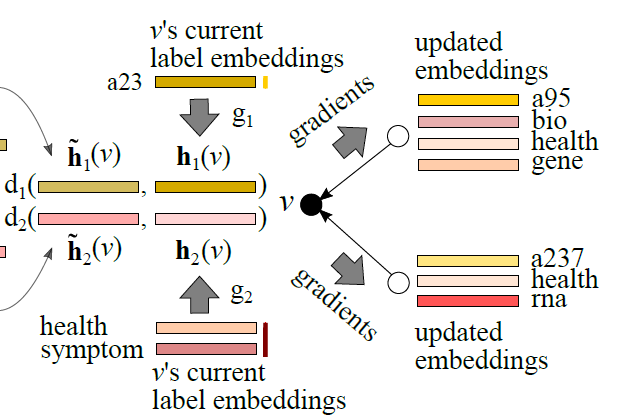 v's current
label embeddings
a23
g₁
h̃₁(v) h₁(v)
d₁( , )
d₂( , )
h̃₂(v) h₂(v)
g₂
health
symptom
v's current
label embeddings
v
gradients
gradients
updated
embeddings
a95
bio
health
gene
a237
health
rna
updated
embeddings